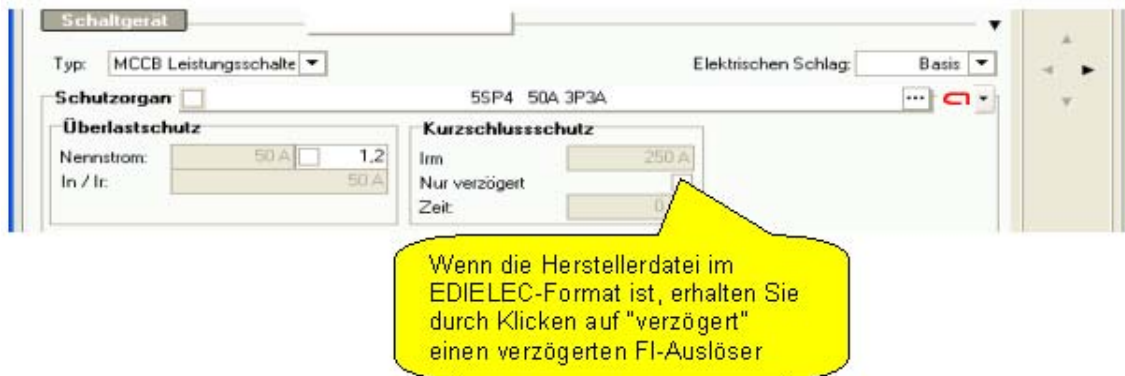 Schaltgerät
Typ: MCCB Leistungsschalte Elektrischen Schlag: Basis
Schutzorgan 5SP4 50A 3P3A ...
Überlastschutz Kurzschlussschutz
Nennstrom: 50 A 1,2 Irm 250 A
In / Ir: 50 A Nur verzögert
Zeit: 0
Wenn die Herstellerdatei im
EDIELEC-Format ist, erhalten Sie
durch Klicken auf "verzögert"
einen verzögerten FI-Auslöser